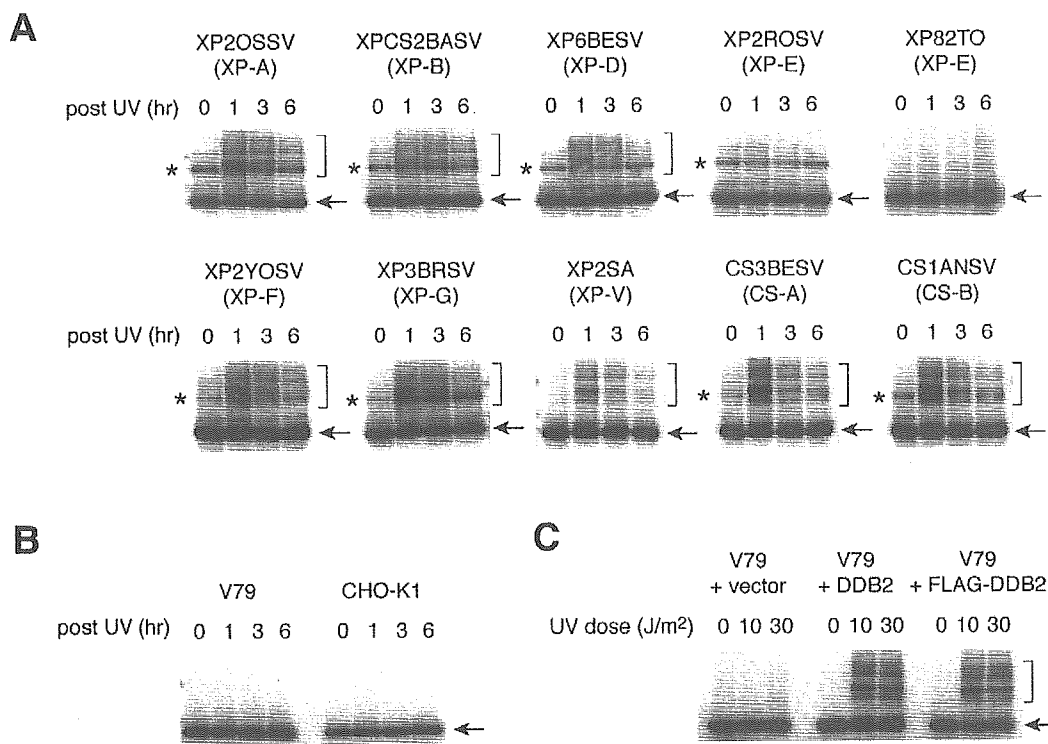 A
XP2OSSV XPCS2BASV XP6BESV XP2ROSV XP82TO
(XP-A) (XP-B) (XP-D) (XP-E) (XP-E)
post UV (hr) 0 1 3 6 0 1 3 6 0 1 3 6 0 1 3 6 0 1 3 6
* * * *
XP2YOSV XP3BRSV XP2SA CS3BESV CS1ANSV
(XP-F) (XP-G) (XP-V) (CS-A) (CS-B)
post UV (hr) 0 1 3 6 0 1 3 6 0 1 3 6 0 1 3 6 0 1 3 6
* * * *
B
V79 CHO-K1
post UV (hr) 0 1 3 6 0 1 3 6
C
V79 V79 V79
+ vector + DDB2 + FLAG-DDB2
UV dose (J/m²) 0 10 30 0 10 30 0 10 30